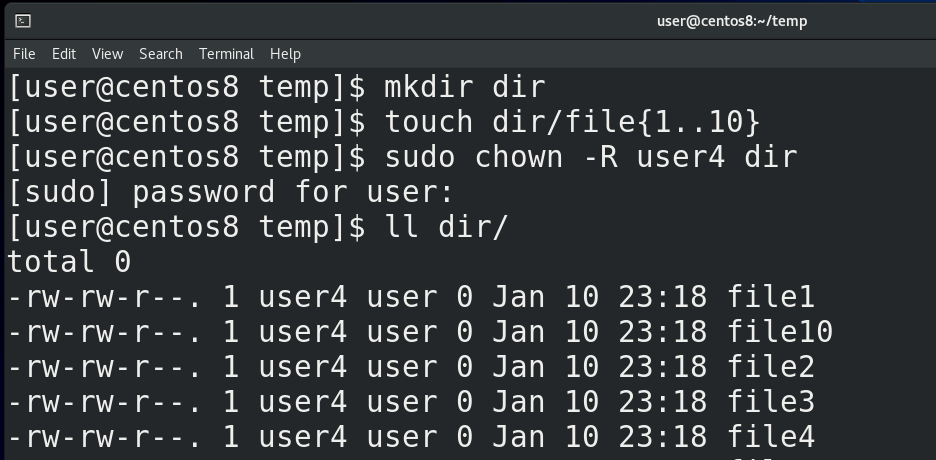 user@centos8:~/temp
File Edit View Search Terminal Help
[user@centos8 temp]$ mkdir dir
[user@centos8 temp]$ touch dir/file{1..10}
[user@centos8 temp]$ sudo chown -R user4 dir
[sudo] password for user:
[user@centos8 temp]$ ll dir/
total 0
-rw-rw-r--. 1 user4 user 0 Jan 10 23:18 file1
-rw-rw-r--. 1 user4 user 0 Jan 10 23:18 file10
-rw-rw-r--. 1 user4 user 0 Jan 10 23:18 file2
-rw-rw-r--. 1 user4 user 0 Jan 10 23:18 file3
-rw-rw-r--. 1 user4 user 0 Jan 10 23:18 file4